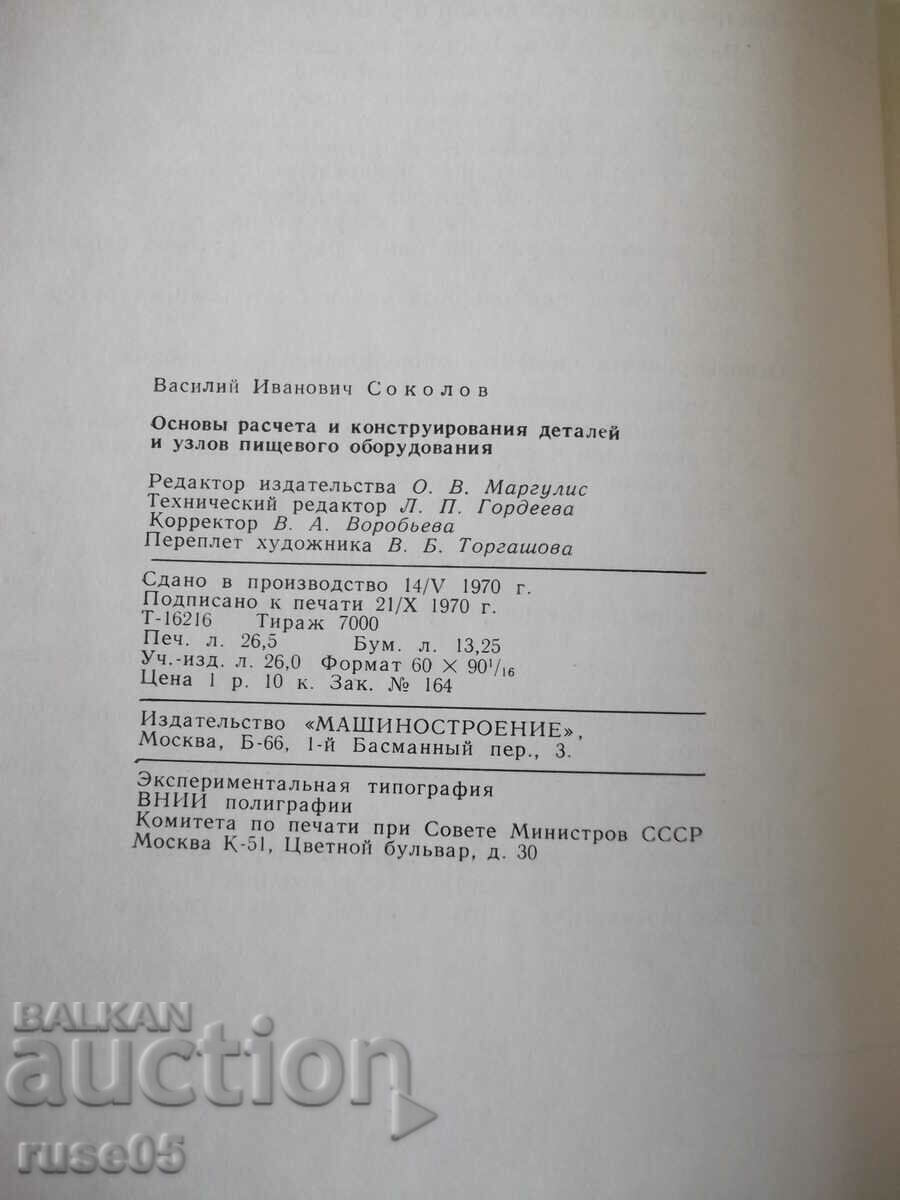 Василий Иванович Соколов
Основы расчета и конструирования деталей
и узлов пищевого оборудования
Редактор издательства О. В. Маргулис
Технический редактор Л. П. Гордеева
Корректор В. А. Воробьева
Переплет художника В. Б. Торгашова
Сдано в производство 14/V 1970 г.
Подписано к печати 21/X 1970 г.
Т-16216 Тираж 7000
Печ. л. 26,5 Бум. л. 13,25
Уч.-изд. л. 26,0 Формат 60 × 90¹/₁₆
Цена 1 р. 10 к. Зак. № 164
Издательство «МАШИНОСТРОЕНИЕ»,
Москва, Б-66, 1-й Басманный пер., 3.
Экспериментальная типография
ВНИИ полиграфии
Комитета по печати при Совете Министров СССР
Москва К-51, Цветной бульвар, д. 30
BALKAN
auction
ruse05